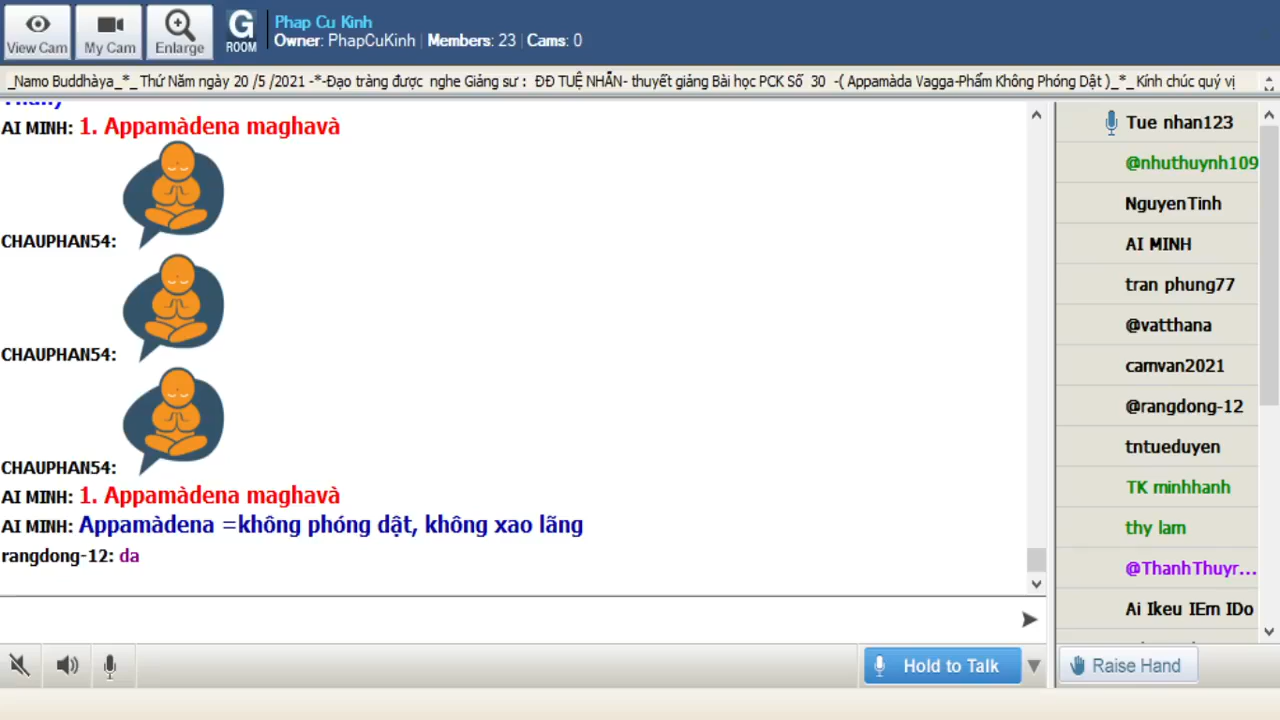 View Cam
My Cam
Enlarge
G
ROOM
Phap Cu Kinh
Owner: PhapCuKinh | Members: 23 | Cams: 0
_Namo Buddhàya_*_ Thứ Năm ngày 20 /5 /2021 -*-Đạo tràng được nghe Giảng sư : ĐĐ TUỆ NHẪN- thuyết giảng Bài học PCK Số 30 -( Appamàda Vagga-Phẩm Không Phóng Dật )_*_ Kính chúc quý vị
AI MINH: 1. Appamàdena maghavà
CHAUPHAN54:
CHAUPHAN54:
CHAUPHAN54:
AI MINH: 1. Appamàdena maghavà
AI MINH: Appamàdena =không phóng dật, không xao lãng
rangdong-12: da
Tue nhan123
@nhuthuynh109
NguyenTinh
AI MINH
tran phung77
@vatthana
camvan2021
@rangdong-12
tntueduyen
TK minhhanh
thy lam
@ThanhThuyr...
Ai Ikeu IEm IDo
Hold to Talk
Raise Hand